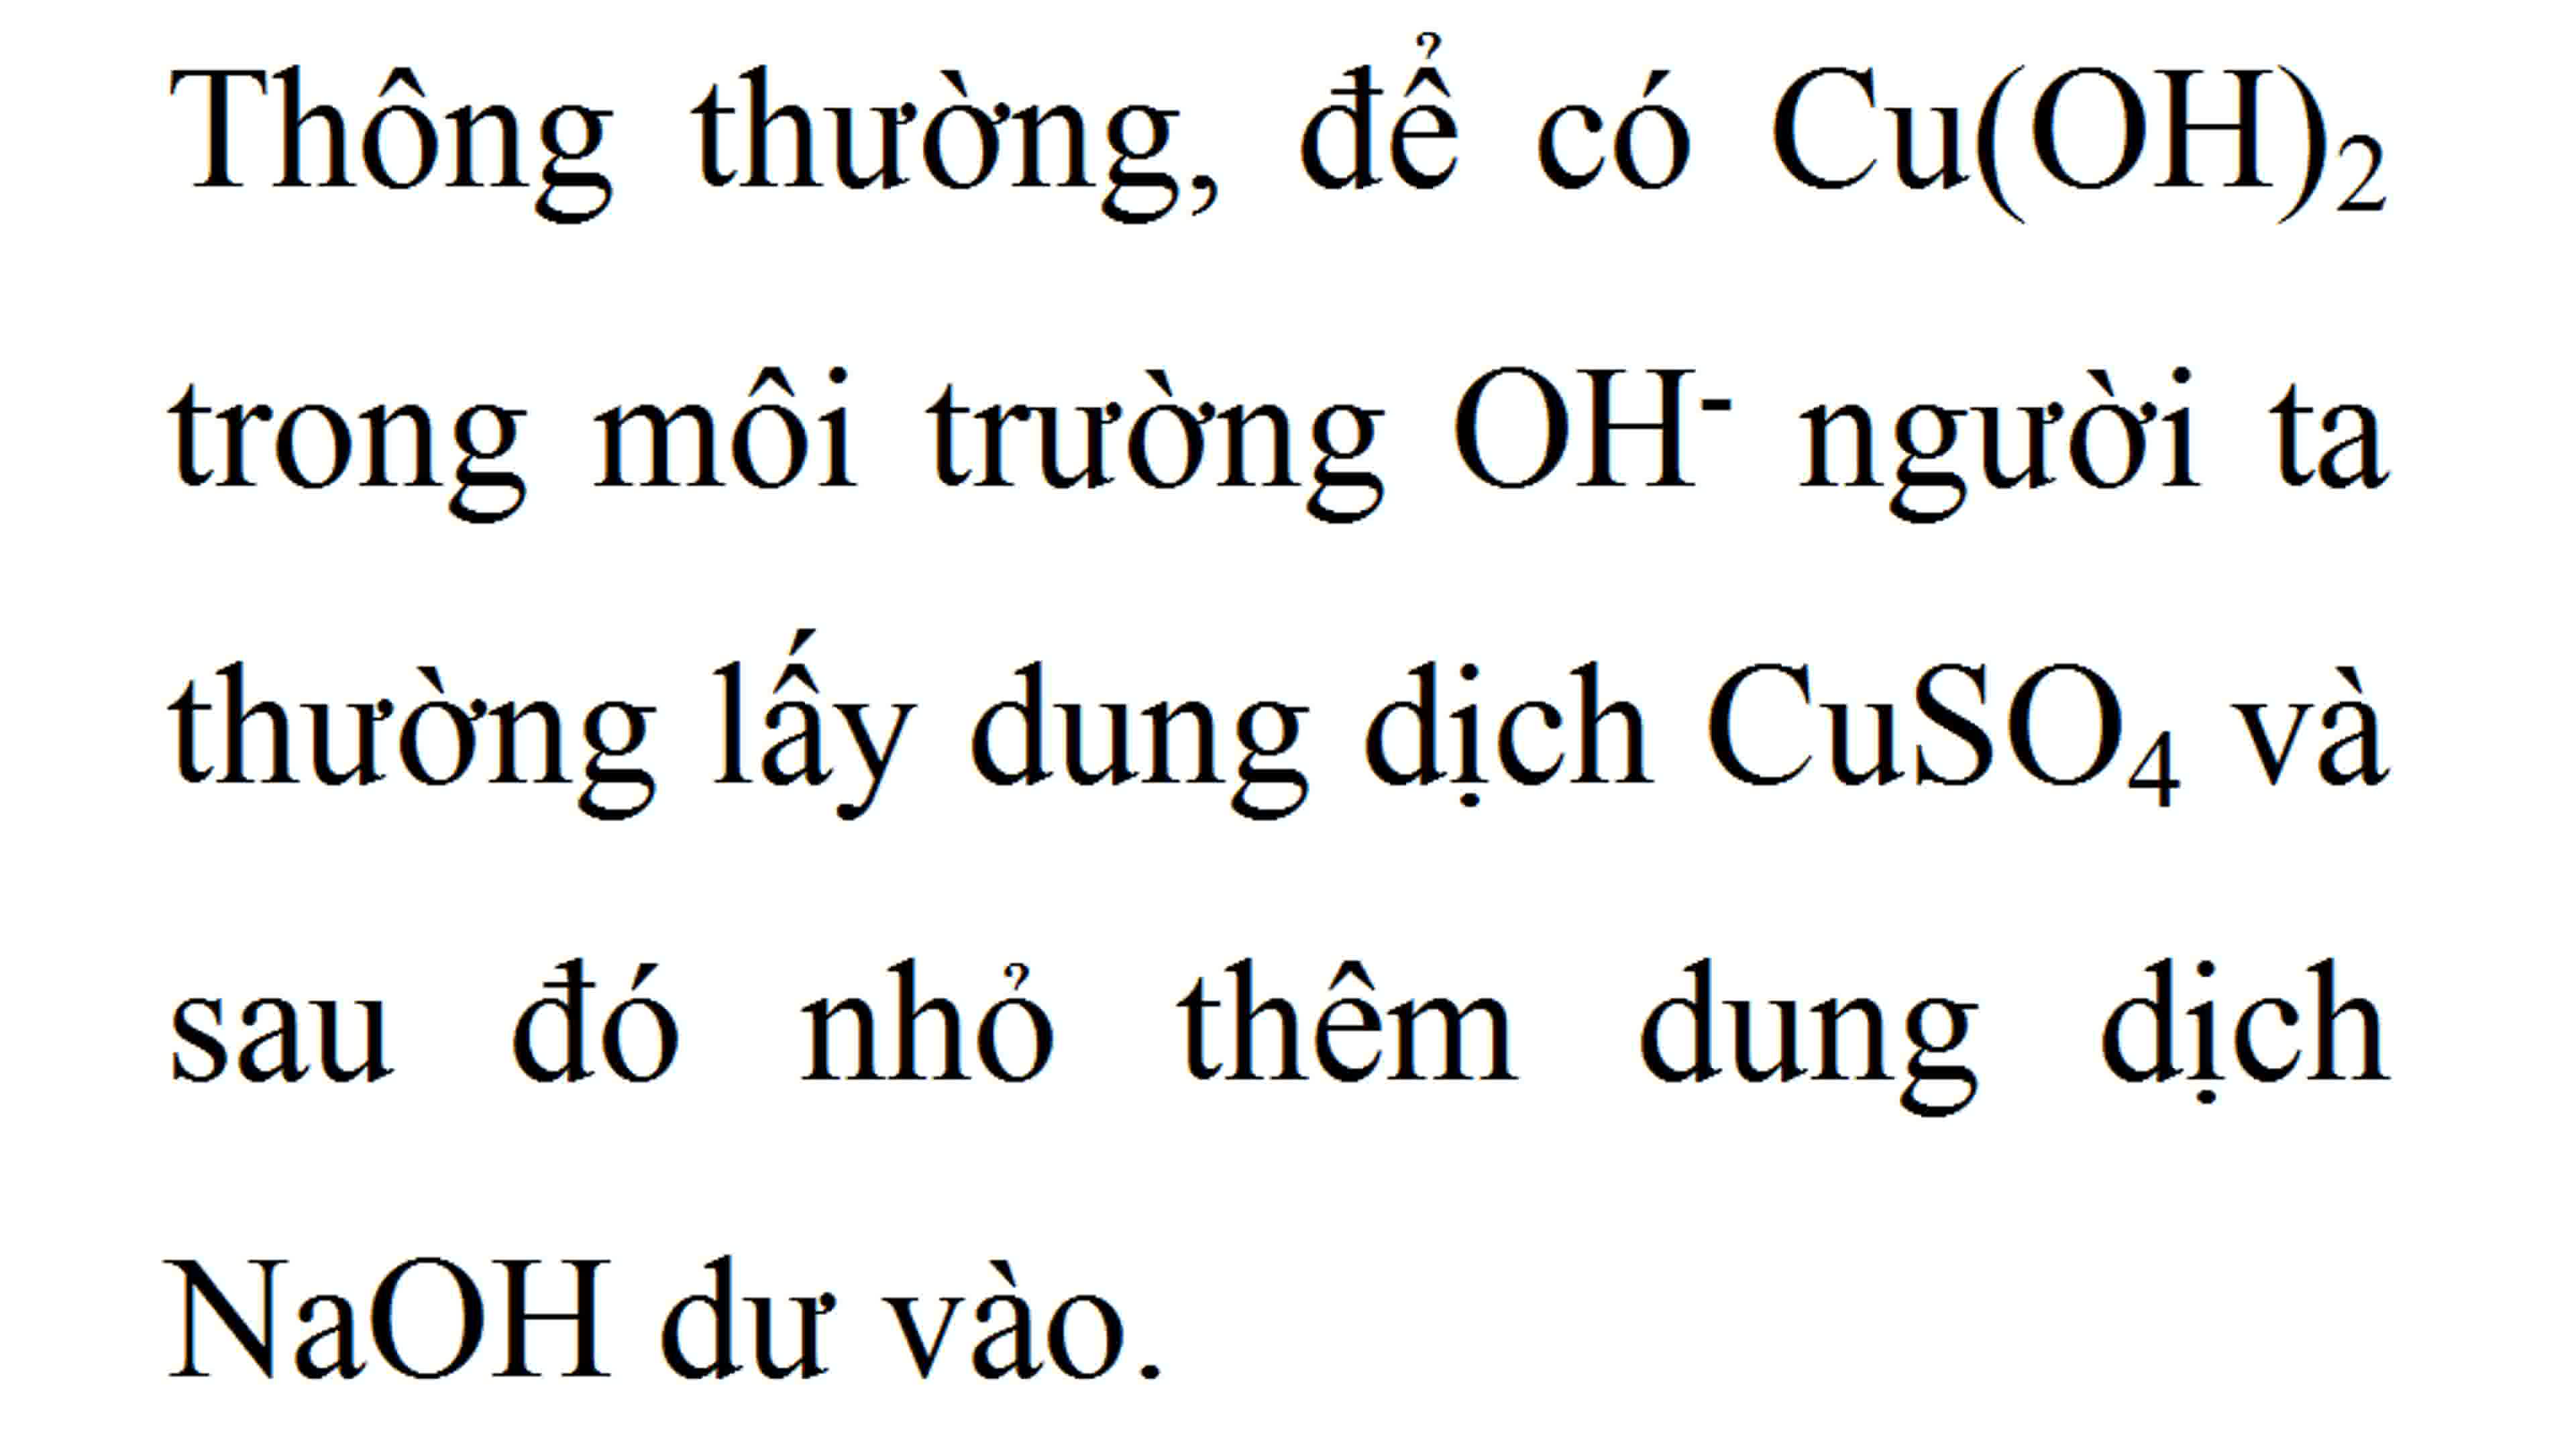 Thông thường, để có Cu(OH)₂
trong môi trường OH⁻ người ta
thường lấy dung dịch CuSO₄ và
sau đó nhỏ thêm dung dịch
NaOH dư vào.